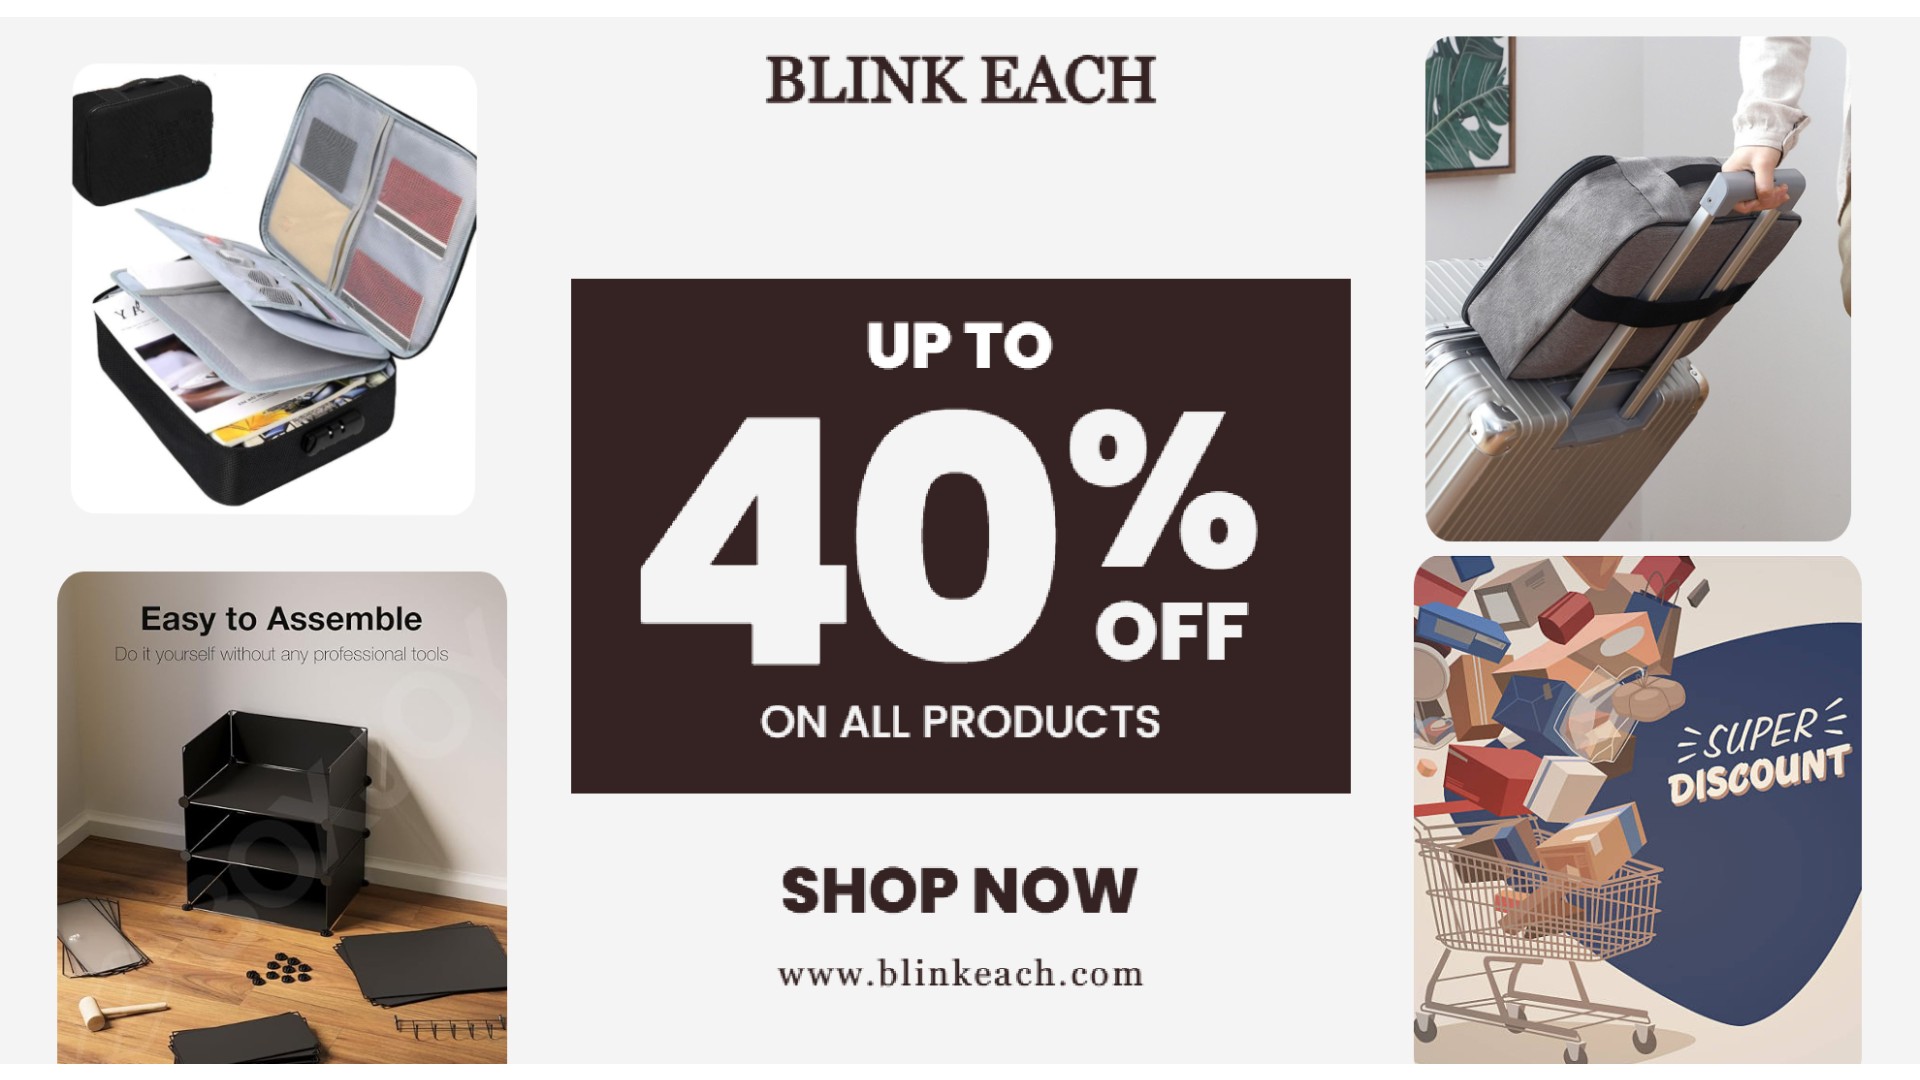 BLINK EACH
UP TO
40%
OFF
ON ALL PRODUCTS
SHOP NOW
www.blinkeach.com
Easy to Assemble
Do it yourself without any professional tools
SUPER
DISCOUNT